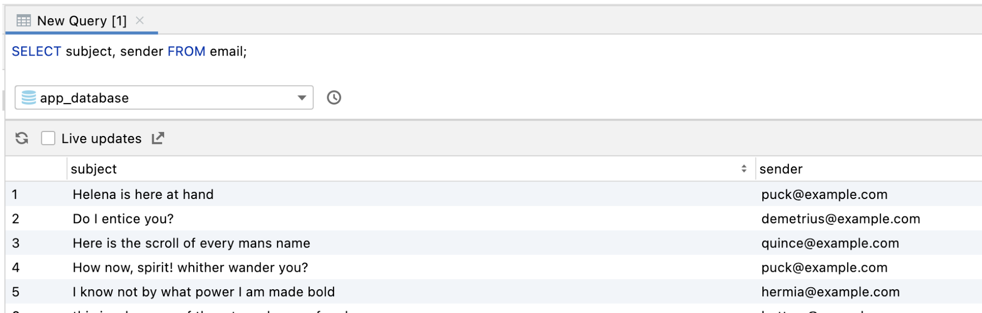 New Query [1]
SELECT subject, sender FROM email;
app_database
Live updates
subject sender
1 Helena is here at hand puck@example.com
2 Do I entice you? demetrius@example.com
3 Here is the scroll of every mans name quince@example.com
4 How now, spirit! whither wander you? puck@example.com
5 I know not by what power I am made bold hermia@example.com